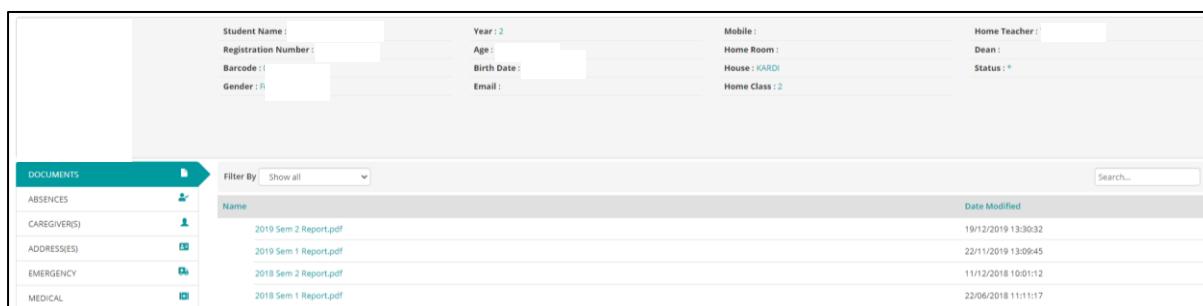 Student Name :
Year : 2
Mobile :
Home Teacher :
Registration Number :
Age :
Home Room :
Dean :
Barcode :
Birth Date :
House : KARDI
Status : *
Gender : F
Email :
Home Class : 2
DOCUMENTS
Filter By Show all
Search...
ABSENCES
Name
Date Modified
CAREGIVER(S)
2019 Sem 2 Report.pdf
19/12/2019 13:30:32
ADDRESS(ES)
2019 Sem 1 Report.pdf
22/11/2019 13:09:45
EMERGENCY
2018 Sem 2 Report.pdf
11/12/2018 10:01:12
MEDICAL
2018 Sem 1 Report.pdf
22/06/2018 11:11:17